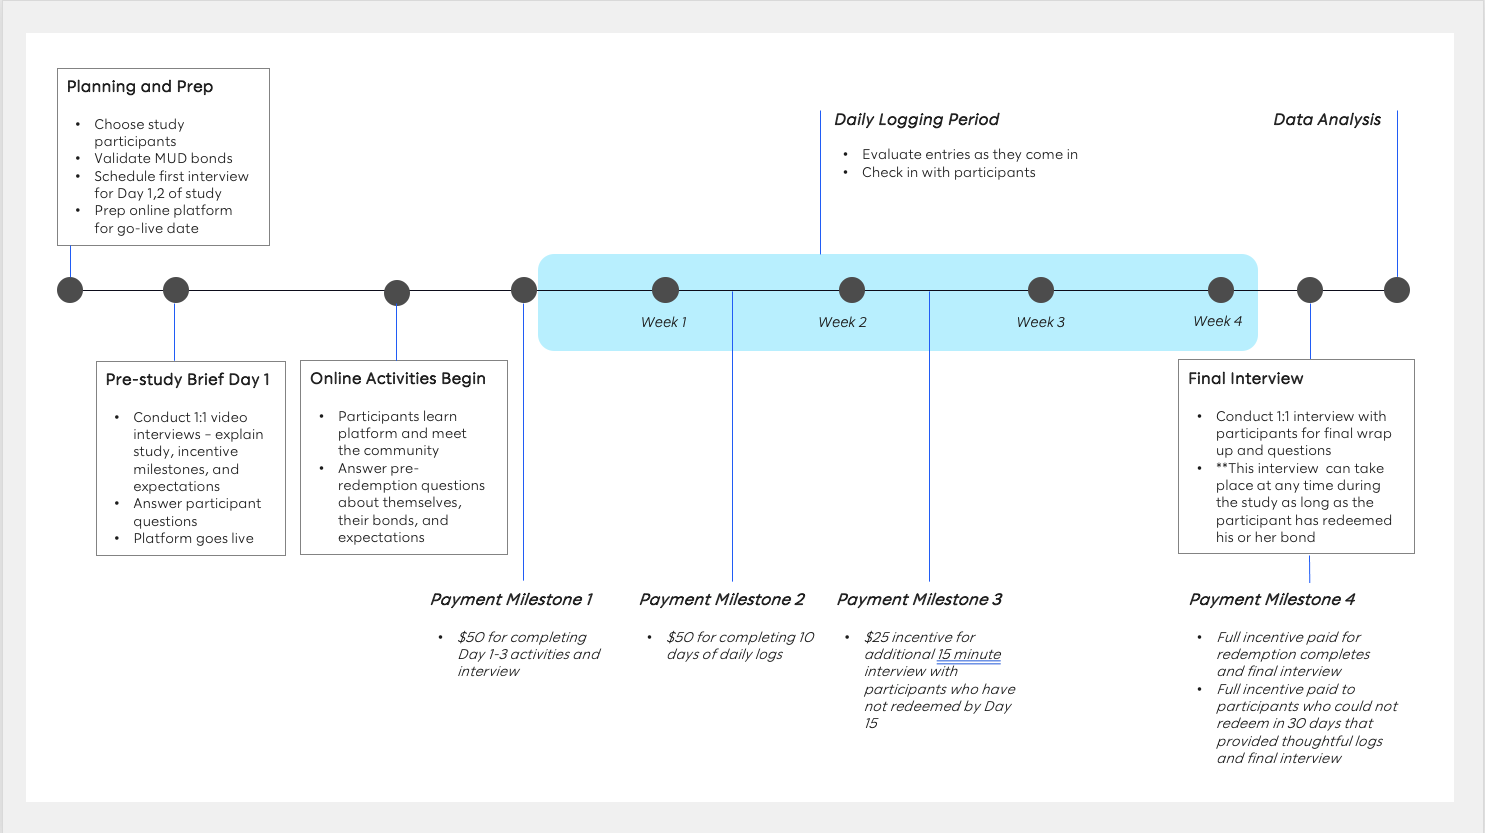 Planning and Prep
• Choose study
participants
• Validate MUD bonds
• Schedule first interview
for Day 1,2 of study
• Prep online platform
for go-live date
Daily Logging Period
• Evaluate entries as they come in
• Check in with participants
Data Analysis
Week 1
Week 2
Week 3
Week 4
Pre-study Brief Day 1
• Conduct 1:1 video
interviews – explain
study, incentive
milestones, and
expectations
• Answer participant
questions
• Platform goes live
Online Activities Begin
• Participants learn
platform and meet
the community
• Answer pre-
redemption questions
about themselves,
their bonds, and
expectations
Final Interview
• Conduct 1:1 interview with
participants for final wrap
up and questions
• **This interview  can take
place at any time during
the study as long as the
participant has redeemed
his or her bond
Payment Milestone 1
• $50 for completing
Day 1-3 activities and
interview
Payment Milestone 2
• $50 for completing 10
days of daily logs
Payment Milestone 3
• $25 incentive for
additional 15 minute
interview with
participants who have
not redeemed by Day
15
Payment Milestone 4
• Full incentive paid for
redemption completes
and final interview
• Full incentive paid to
participants who could not
redeem in 30 days that
provided thoughtful logs
and final interview